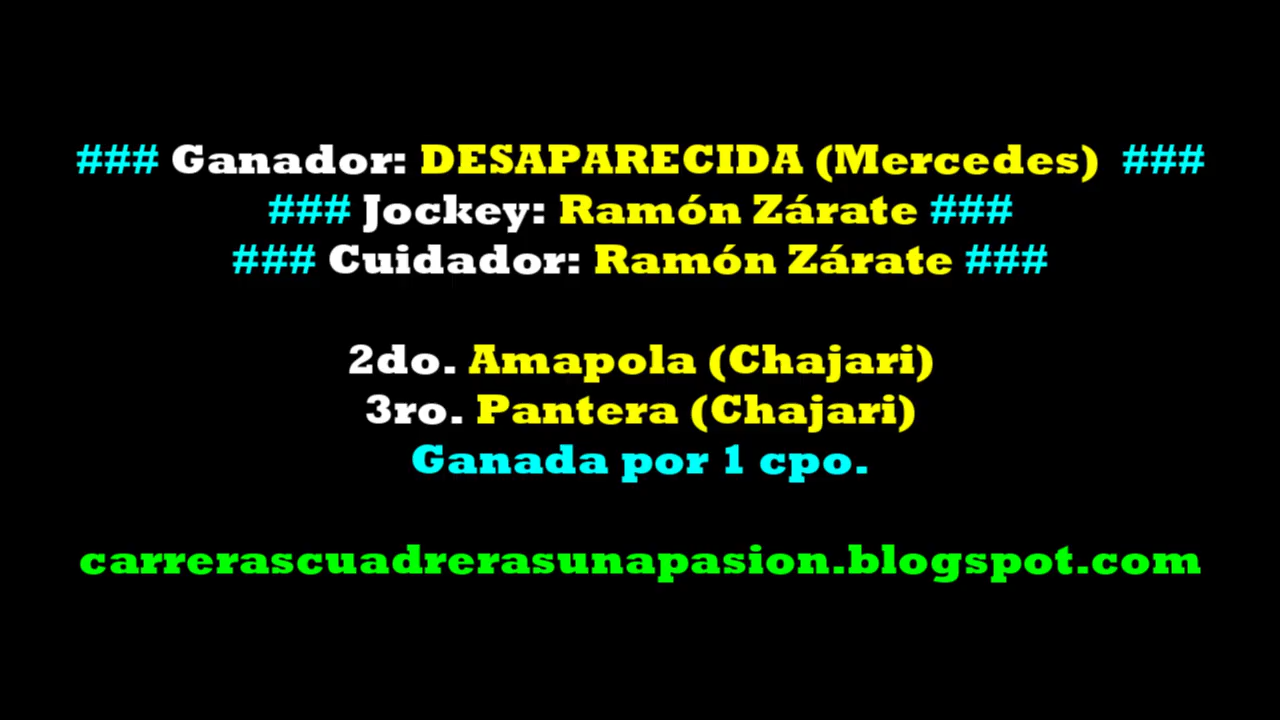 ### Ganador: DESAPARECIDA (Mercedes) ###
### Jockey: Ramón Zárate ###
### Cuidador: Ramón Zárate ###
2do. Amapola (Chajari)
3ro. Pantera (Chajari)
Ganada por 1 cpo.
carrerascuadrerasunapasion.blogspot.com